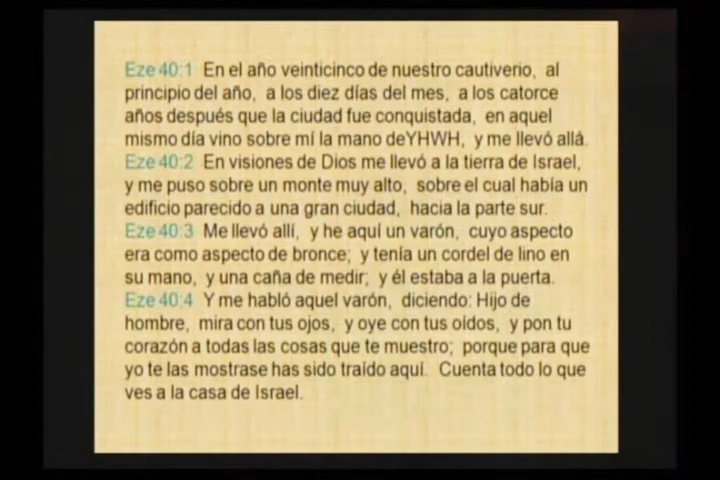 Eze 40:1 En el año veinticinco de nuestro cautiverio, al
principio del año, a los diez días del mes, a los catorce
años después que la ciudad fue conquistada, en aquel
mismo día vino sobre mí la mano deYHWH, y me llevó allá.
Eze 40:2 En visiones de Dios me llevó a la tierra de Israel,
y me puso sobre un monte muy alto, sobre el cual había un
edificio parecido a una gran ciudad, hacia la parte sur.
Eze 40:3 Me llevó allí, y he aquí un varón, cuyo aspecto
era como aspecto de bronce; y tenía un cordel de lino en
su mano, y una caña de medir; y él estaba a la puerta.
Eze 40:4 Y me habló aquel varón, diciendo: Hijo de
hombre, mira con tus ojos, y oye con tus oídos, y pon tu
corazón a todas las cosas que te muestro; porque para que
yo te las mostrase has sido traído aquí. Cuenta todo lo que
ves a la casa de Israel.